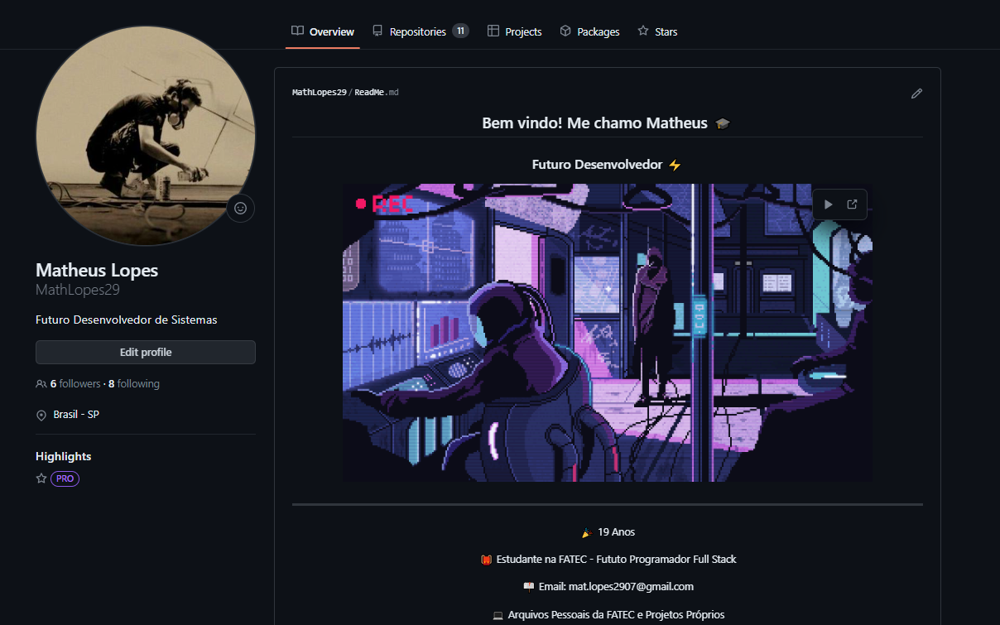 Overview
Repositories 11
Projects
Packages
Stars
MathLopes29/ReadMe.md
Bem vindo! Me chamo Matheus 🎓
Futuro Desenvolvedor ⚡
REC
Matheus Lopes
MathLopes29
Futuro Desenvolvedor de Sistemas
Edit profile
6 followers · 8 following
Brasil - SP
Highlights
PRO
🎉 19 Anos
Estudante na FATEC - Fututo Programador Full Stack
Email: mat.lopes2907@gmail.com
💻 Arquivos Pessoais da FATEC e Projetos Próprios